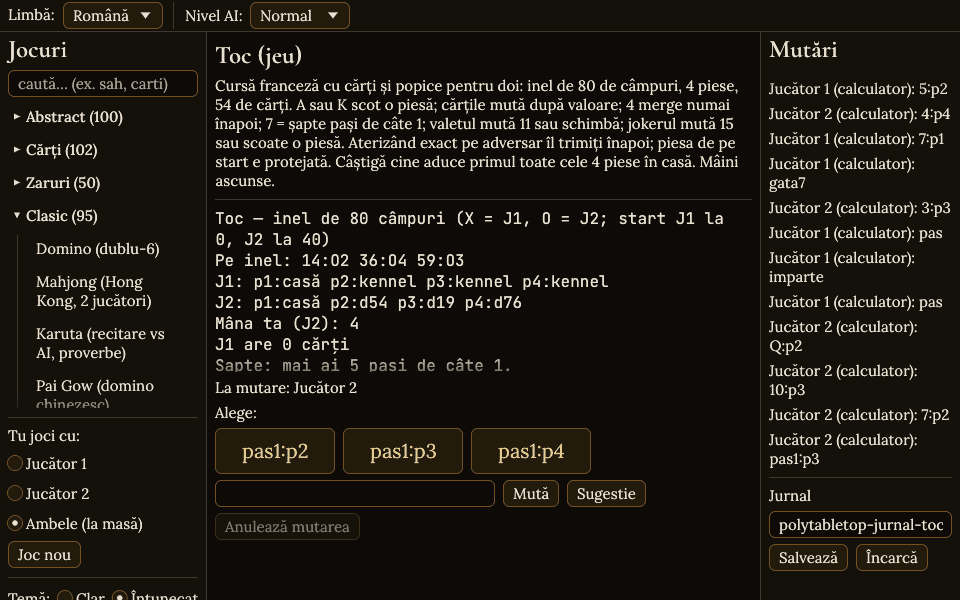 Limbă: Română ▼ Nivel AI: Normal ▼
Jocuri
caută... (ex. sah, carti)
▸ Abstract (100)
▸ Cărți (102)
▸ Zaruri (50)
▾ Clasic (95)
Domino (dublu-6)
Mahjong (Hong
Kong, 2 jucători)
Karuta (recitare vs
AI, proverbe)
Pai Gow (domino
chinezesc)
Tu joci cu:
Jucător 1
Jucător 2
Ambele (la masă)
Joc nou
Temă: Clar Întunecat
Toc (jeu)
Cursă franceză cu cărți și popice pentru doi: inel de 80 de câmpuri, 4 piese,
54 de cărți. A sau K scot o piesă; cărțile mută după valoare; 4 merge numai
înapoi; 7 = șapte pași de câte 1; valetul mută 11 sau schimbă; jokerul mută 15
sau scoate o piesă. Aterizând exact pe adversar îl trimiți înapoi; piesa de pe
start e protejată. Câștigă cine aduce primul toate cele 4 piese în casă. Mâini
ascunse.
Toc — inel de 80 câmpuri (X = J1, O = J2; start J1 la
0, J2 la 40)
Pe inel: 14:O2 36:O4 59:O3
J1: p1:casă p2:kennel p3:kennel p4:kennel
J2: p1:casă p2:d54 p3:d19 p4:d76
Mâna ta (J2): 4
J1 are 0 cărți
Șapte: mai ai 5 pași de câte 1.
La mutare: Jucător 2
Alege:
pas1:p2 pas1:p3 pas1:p4
Mută Sugestie
Anulează mutarea
Mutări
Jucător 1 (calculator): 5:p2
Jucător 2 (calculator): 4:p4
Jucător 1 (calculator): 7:p1
Jucător 1 (calculator):
gata7
Jucător 2 (calculator): 3:p3
Jucător 1 (calculator): pas
Jucător 1 (calculator):
imparte
Jucător 1 (calculator): pas
Jucător 2 (calculator):
Q:p2
Jucător 2 (calculator):
10:p3
Jucător 2 (calculator): 7:p2
Jucător 2 (calculator):
pas1:p3
Jurnal
polytabletop-jurnal-toc
Salvează Încarcă